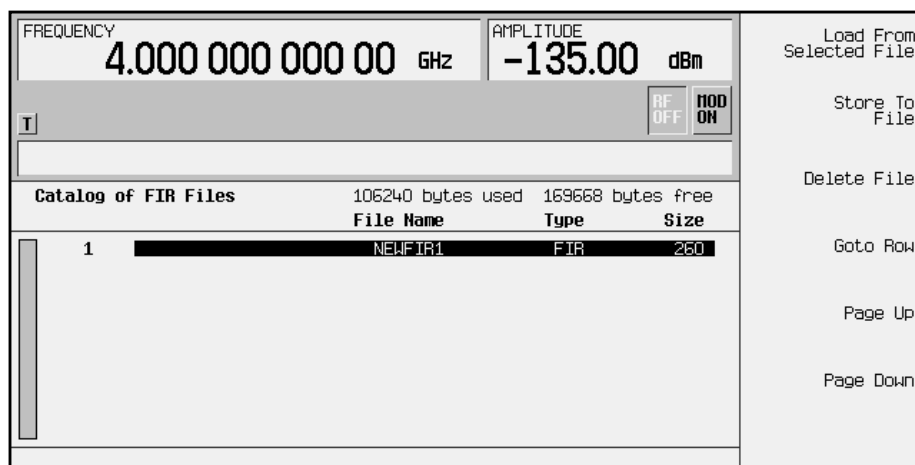 FREQUENCY
4.000 000 000 00 GHz
AMPLITUDE
-135.00 dBm
RF OFF
MOD ON
T
Catalog of FIR Files 106240 bytes used 169668 bytes free
File Name Type Size
1 NEWFIR1 FIR 260
Load From
Selected File
Store To
File
Delete File
Goto Row
Page Up
Page Down